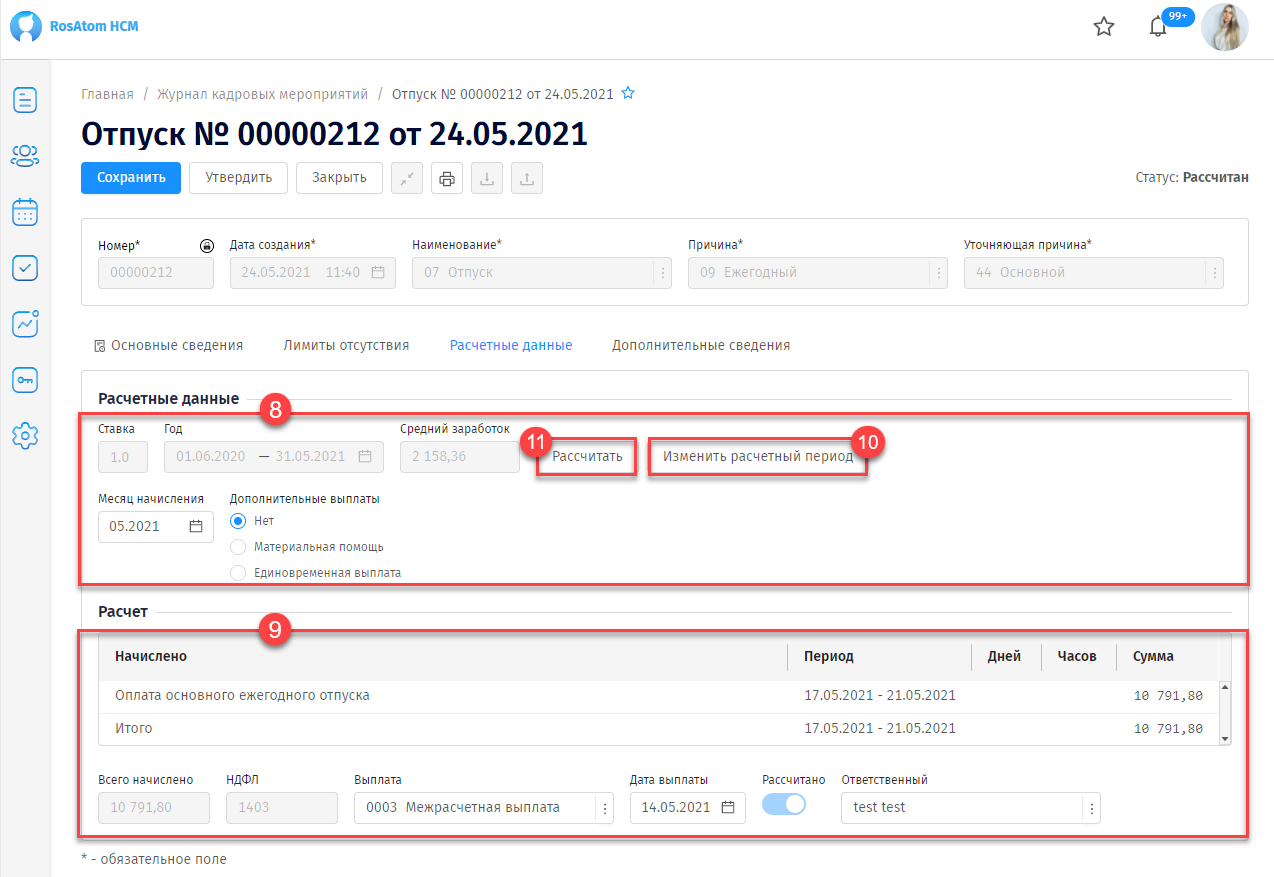 RosAtom HCM
99+
Главная / Журнал кадровых мероприятий / Отпуск № 00000212 от 24.05.2021
Отпуск № 00000212 от 24.05.2021
Сохранить Утвердить Закрыть Статус: Рассчитан
Номер* Дата создания* Наименование* Причина* Уточняющая причина*
00000212 24.05.2021 11:40 07 Отпуск 09 Ежегодный 44 Основной
Основные сведения Лимиты отсутствия Расчетные данные Дополнительные сведения
Расчетные данные 8
Ставка Год Средний заработок 11 10
1.0 01.06.2020 — 31.05.2021 2 158,36 Рассчитать Изменить расчетный период
Месяц начисления Дополнительные выплаты
05.2021 Нет
Материальная помощь
Единовременная выплата
Расчет
9
Начислено Период Дней Часов Сумма
Оплата основного ежегодного отпуска 17.05.2021 - 21.05.2021 10 791,80
Итого 17.05.2021 - 21.05.2021 10 791,80
Всего начислено НДФЛ Выплата Дата выплаты Рассчитано Ответственный
10 791,80 1403 0003 Межрасчетная выплата 14.05.2021 test test
* - обязательное поле